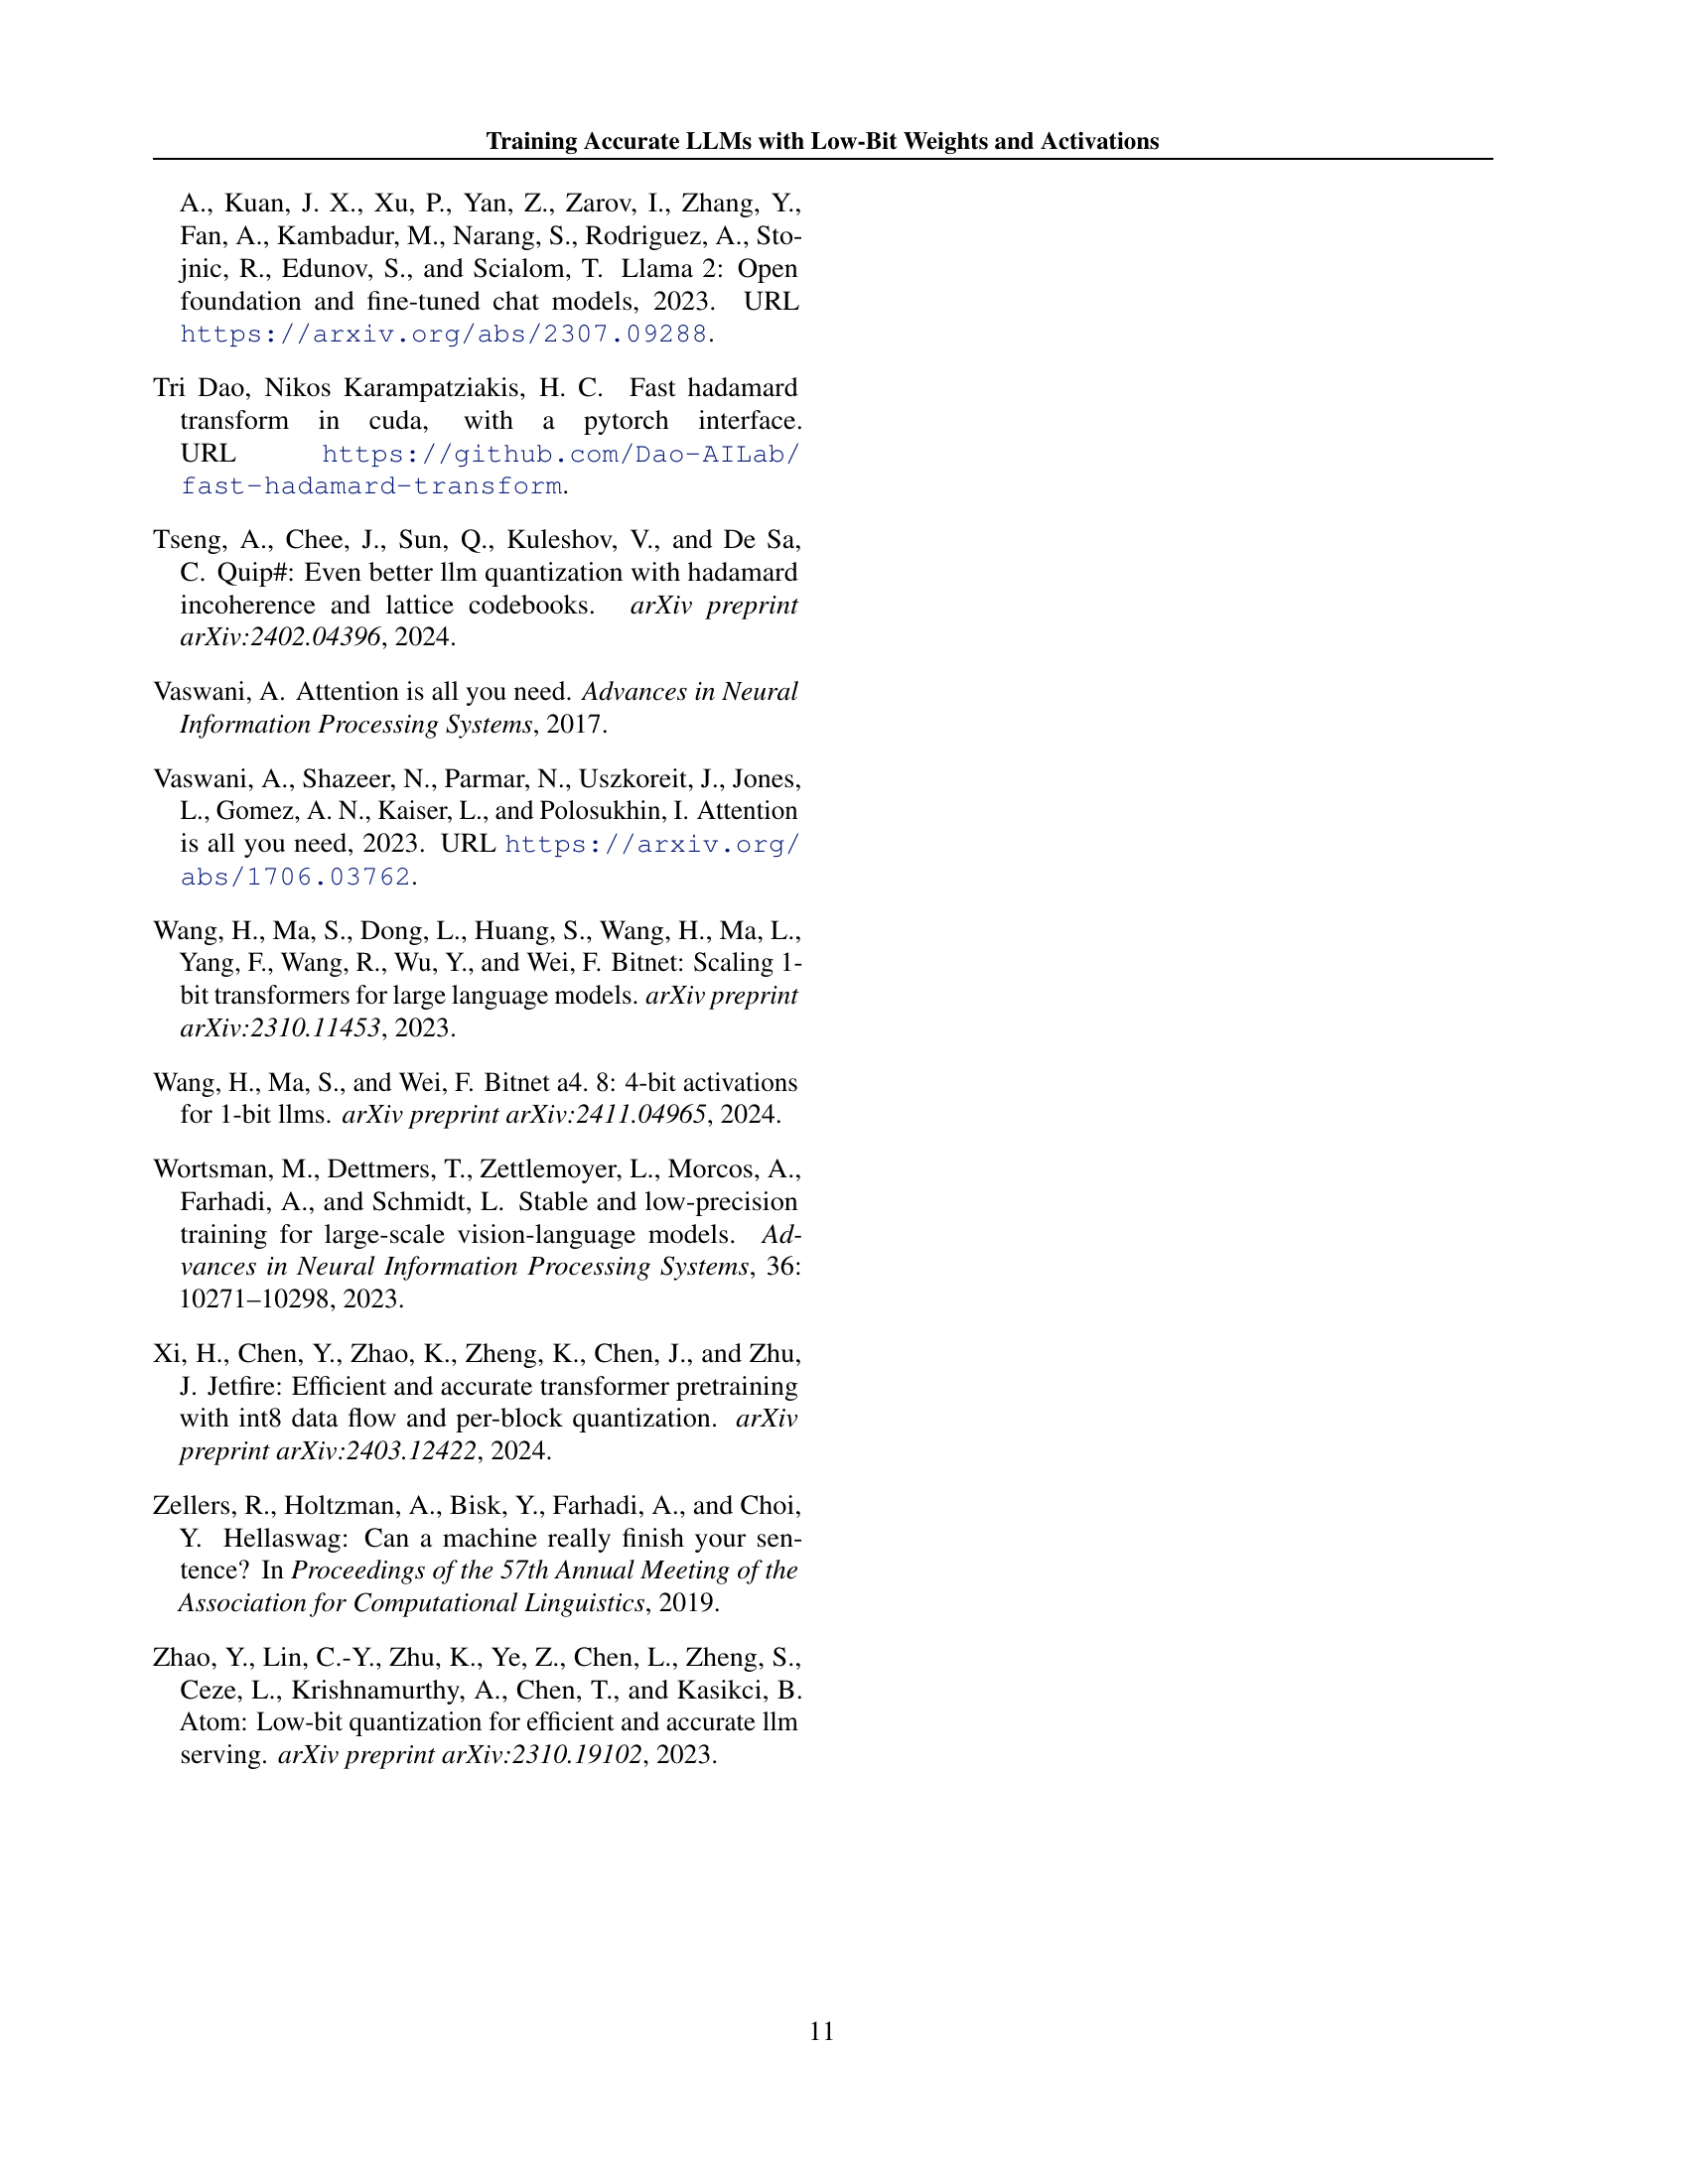 Training Accurate LLMs with Low-Bit Weights and Activations
A., Kuan, J. X., Xu, P., Yan, Z., Zarov, I., Zhang, Y.,
Fan, A., Kambadur, M., Narang, S., Rodriguez, A., Sto-
jnic, R., Edunov, S., and Scialom, T. Llama 2: Open
foundation and fine-tuned chat models, 2023. URL
https://arxiv.org/abs/2307.09288.
Tri Dao, Nikos Karampatziakis, H. C. Fast hadamard
transform in cuda, with a pytorch interface.
URL https://github.com/Dao-AILab/
fast-hadamard-transform.
Tseng, A., Chee, J., Sun, Q., Kuleshov, V., and De Sa,
C. Quip#: Even better llm quantization with hadamard
incoherence and lattice codebooks. arXiv preprint
arXiv:2402.04396, 2024.
Vaswani, A. Attention is all you need. Advances in Neural
Information Processing Systems, 2017.
Vaswani, A., Shazeer, N., Parmar, N., Uszkoreit, J., Jones,
L., Gomez, A. N., Kaiser, L., and Polosukhin, I. Attention
is all you need, 2023. URL https://arxiv.org/
abs/1706.03762.
Wang, H., Ma, S., Dong, L., Huang, S., Wang, H., Ma, L.,
Yang, F., Wang, R., Wu, Y., and Wei, F. Bitnet: Scaling 1-
bit transformers for large language models. arXiv preprint
arXiv:2310.11453, 2023.
Wang, H., Ma, S., and Wei, F. Bitnet a4. 8: 4-bit activations
for 1-bit llms. arXiv preprint arXiv:2411.04965, 2024.
Wortsman, M., Dettmers, T., Zettlemoyer, L., Morcos, A.,
Farhadi, A., and Schmidt, L. Stable and low-precision
training for large-scale vision-language models. Ad-
vances in Neural Information Processing Systems, 36:
10271–10298, 2023.
Xi, H., Chen, Y., Zhao, K., Zheng, K., Chen, J., and Zhu,
J. Jetfire: Efficient and accurate transformer pretraining
with int8 data flow and per-block quantization. arXiv
preprint arXiv:2403.12422, 2024.
Zellers, R., Holtzman, A., Bisk, Y., Farhadi, A., and Choi,
Y. Hellaswag: Can a machine really finish your sen-
tence? In Proceedings of the 57th Annual Meeting of the
Association for Computational Linguistics, 2019.
Zhao, Y., Lin, C.-Y., Zhu, K., Ye, Z., Chen, L., Zheng, S.,
Ceze, L., Krishnamurthy, A., Chen, T., and Kasikci, B.
Atom: Low-bit quantization for efficient and accurate llm
serving. arXiv preprint arXiv:2310.19102, 2023.
11